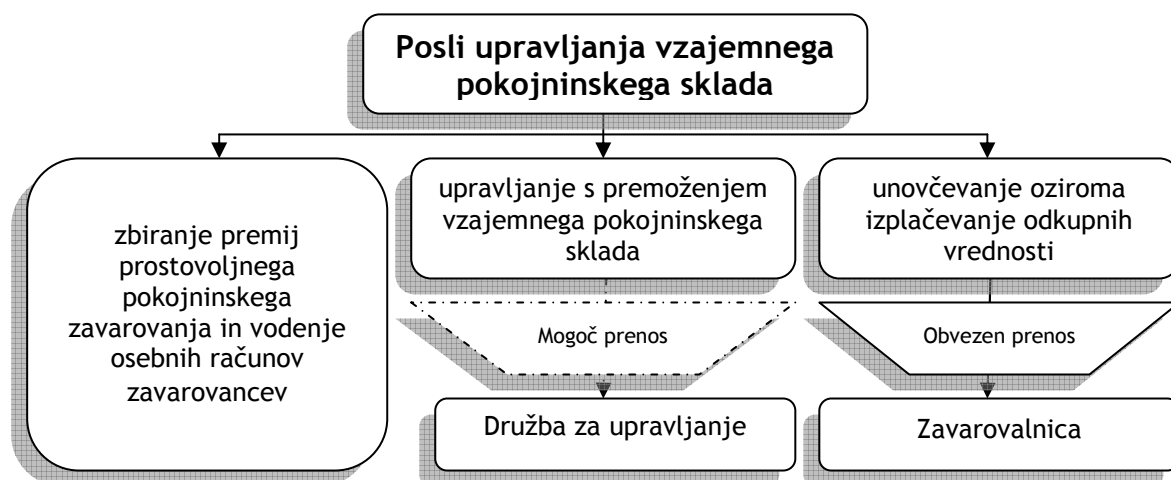 Posli upravljanja vzajemnega
pokojninskega sklada
zbiranje premij
prostovoljnega
pokojninskega
zavarovanja in vodenje
osebnih računov
zavarovancev
upravljanje s premoženjem
vzajemnega pokojninskega
sklada
Mogoč prenos
Družba za upravljanje
unovčevanje oziroma
izplačevanje odkupnih
vrednosti
Obvezen prenos
Zavarovalnica